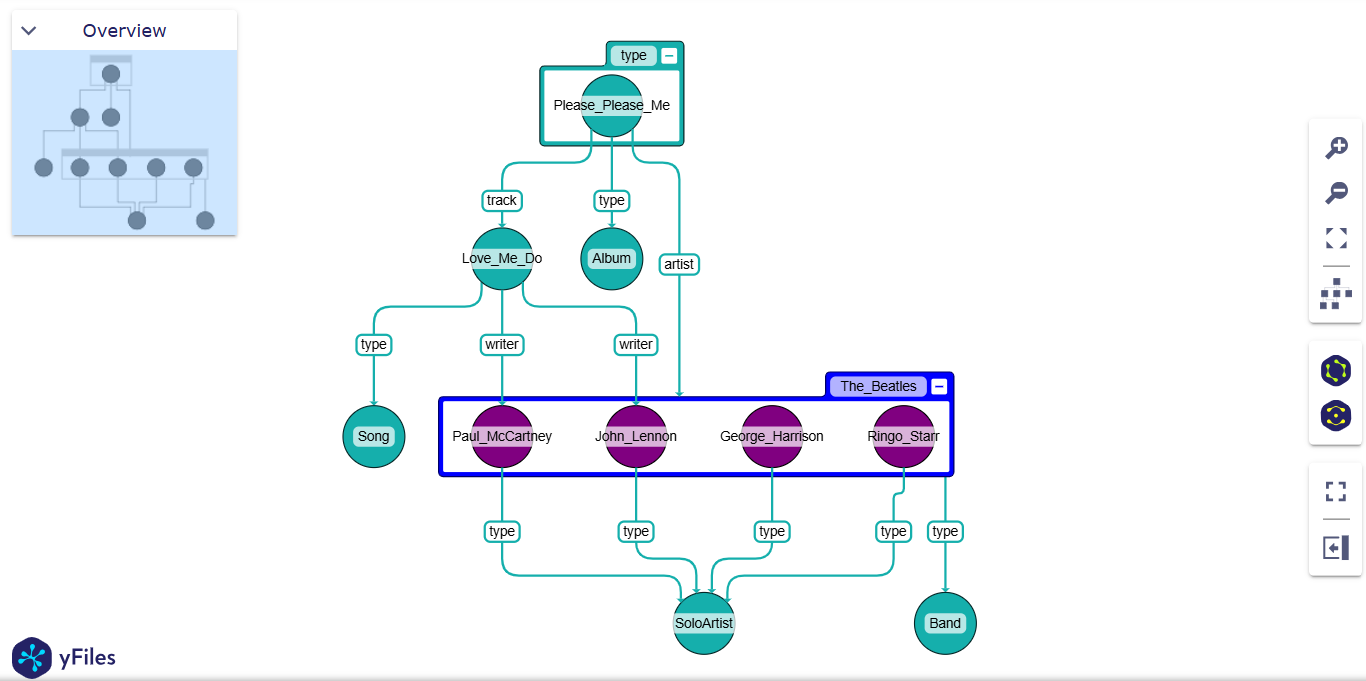 Overview
type
Please_Please_Me
track
type
Love_Me_Do
Album
artist
type
writer
writer
The_Beatles
Song
Paul_McCartney
John_Lennon
George_Harrison
Ringo_Starr
type
type
type
type
type
SoloArtist
Band
yFiles